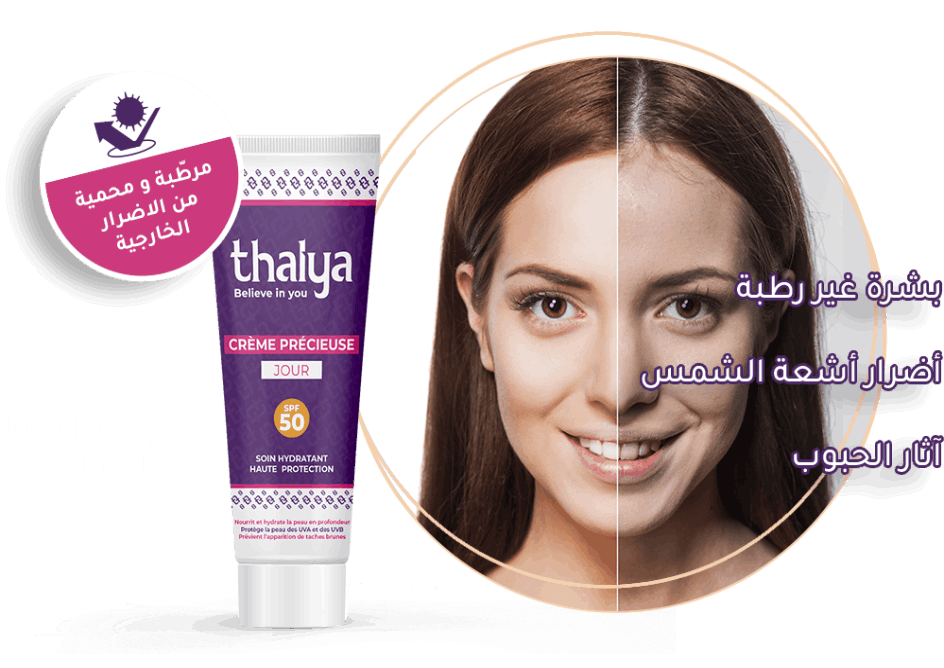 مرطّبة و محمية
من الاضرار
الخارجية
thalya
Believe in you
CRÈME PRÉCIEUSE
JOUR
SPF
50
SOIN HYDRATANT
HAUTE PROTECTION
Nourrit et hydrate la peau en profondeur
Protège la peau des UVA et des UVB
Prévient l'apparition de taches brunes
بشرة غير رطبة
أضرار أشعة الشمس
آثار الحبوب